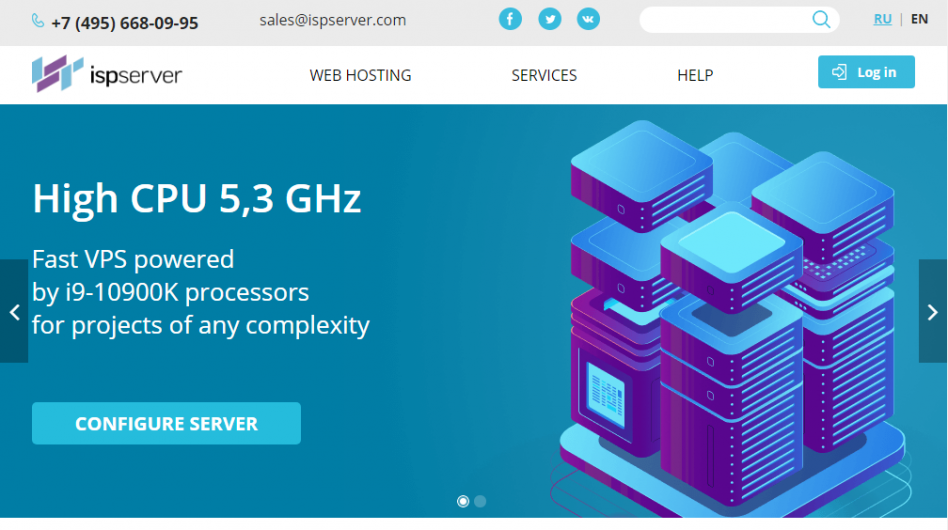 +7 (495) 668-09-95
sales@ispserver.com
RU | EN
ispserver
WEB HOSTING
SERVICES
HELP
Log in
High CPU 5,3 GHz
Fast VPS powered
by i9-10900K processors
for projects of any complexity
CONFIGURE SERVER